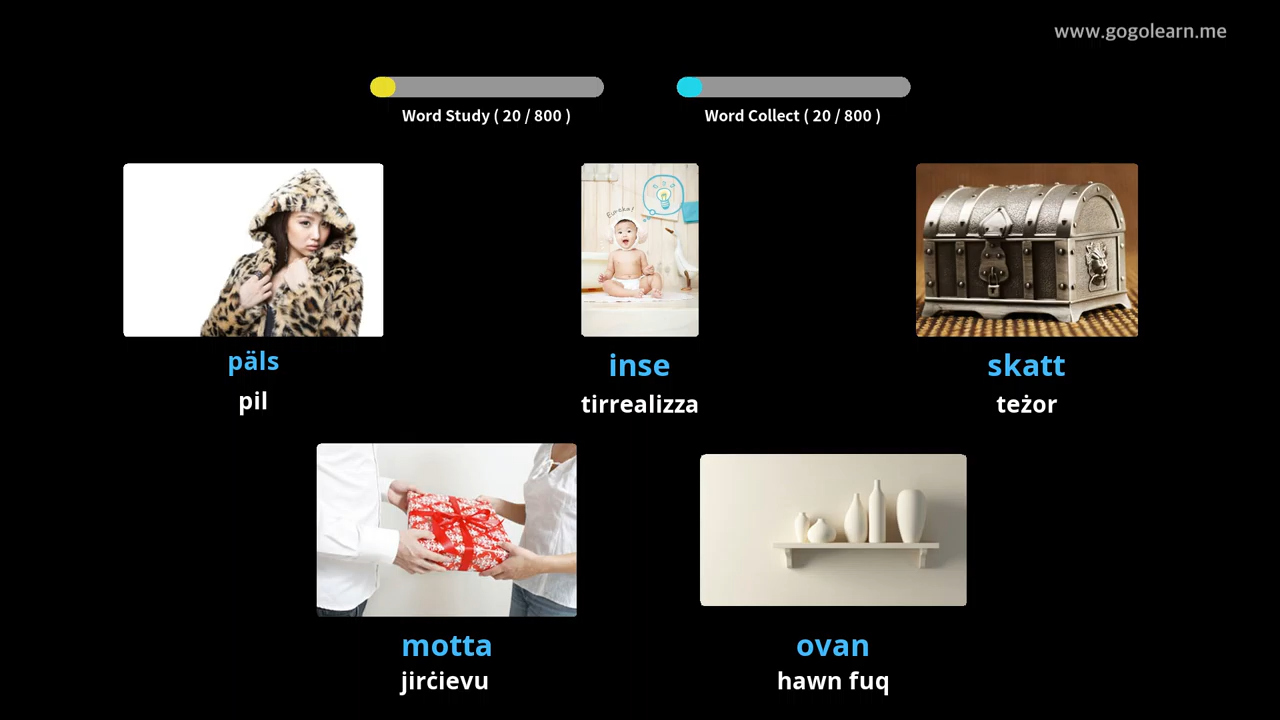 www.gogolearn.me
Word Study ( 20 / 800 )
Word Collect ( 20 / 800 )
Eureka!
päls
pil
inse
tirrealizza
skatt
teżor
motta
jirċievu
ovan
hawn fuq